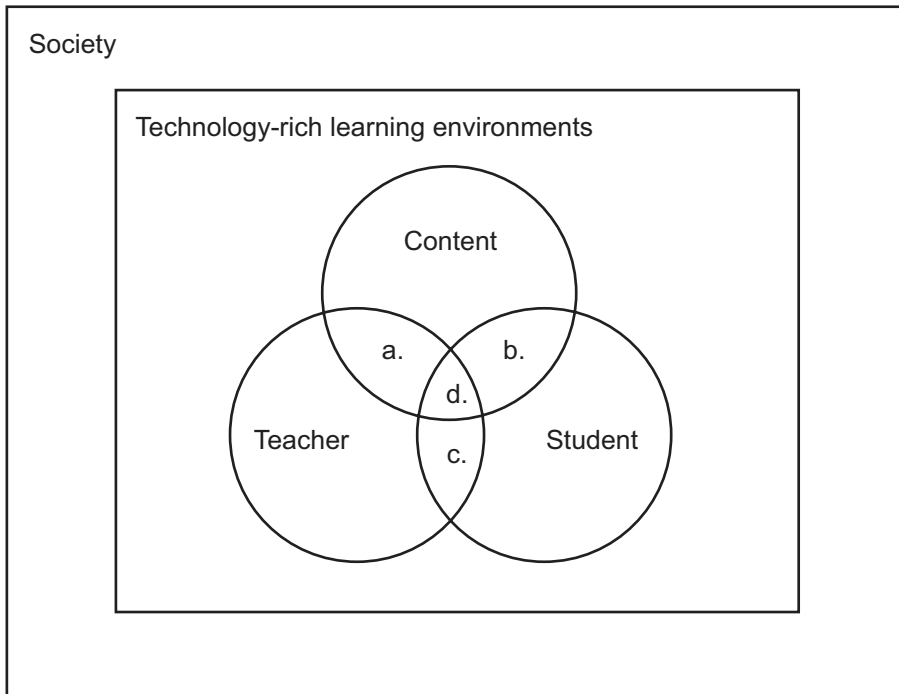 Society
Technology-rich learning environments
Content
a.
b.
d.
Teacher
c.
Student